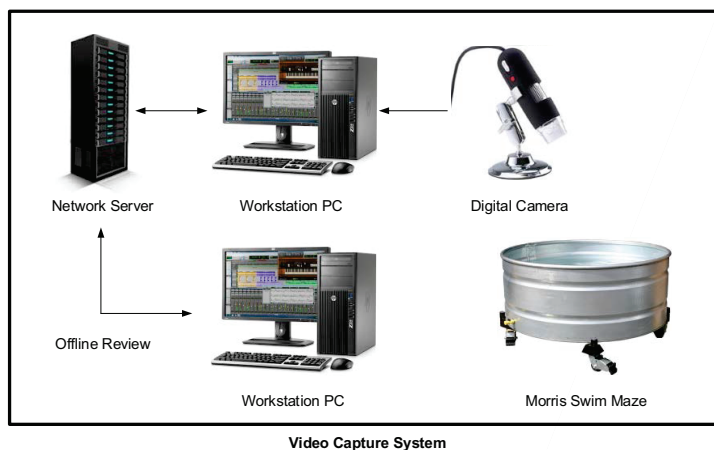 Network Server
Workstation PC
Digital Camera
Offline Review
Workstation PC
Morris Swim Maze
Video Capture System